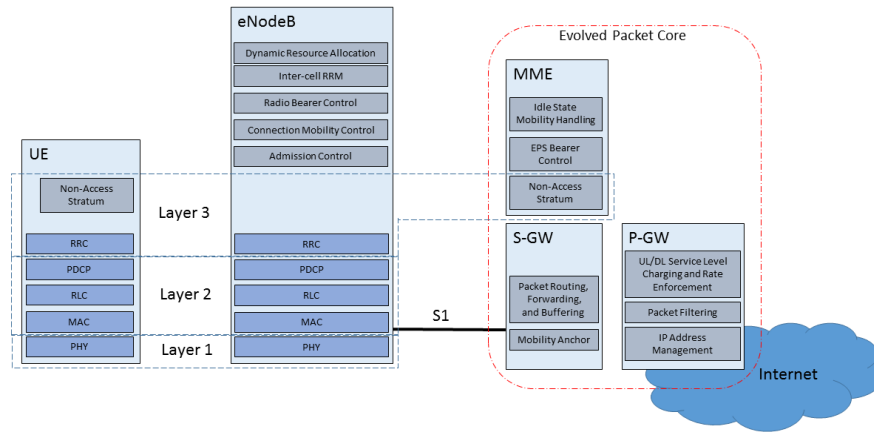 eNodeB
Dynamic Resource Allocation
Inter-cell RRM
Radio Bearer Control
Connection Mobility Control
Admission Control
RRC
PDCP
RLC
MAC
PHY
UE
Non-Access
Stratum
RRC
PDCP
RLC
MAC
PHY
Layer 3
Layer 2
Layer 1
S1
Evolved Packet Core
MME
Idle State
Mobility Handling
EPS Bearer
Control
Non-Access
Stratum
S-GW
Packet Routing,
Forwarding,
and Buffering
Mobility Anchor
P-GW
UL/DL Service Level
Charging and Rate
Enforcement
Packet Filtering
IP Address
Management
Internet